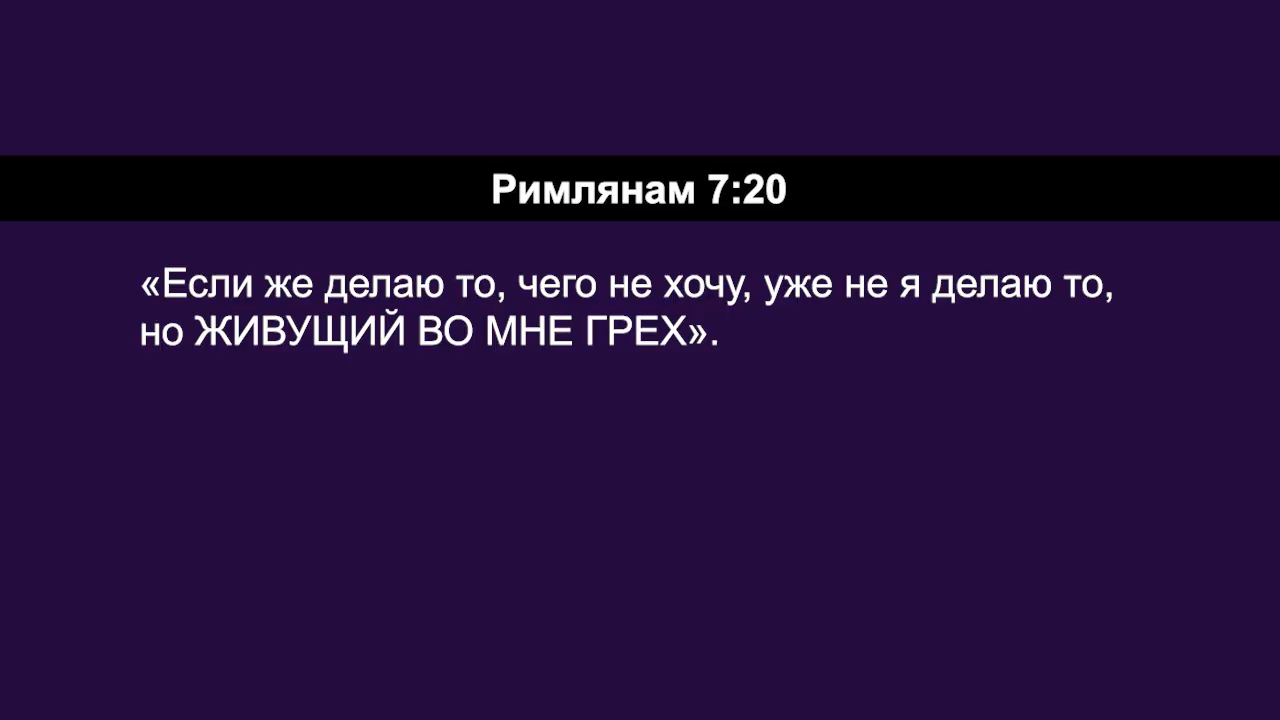 Римлянам 7:20
«Если же делаю то, чего не хочу, уже не я делаю то,
но ЖИВУЩИЙ ВО МНЕ ГРЕХ».